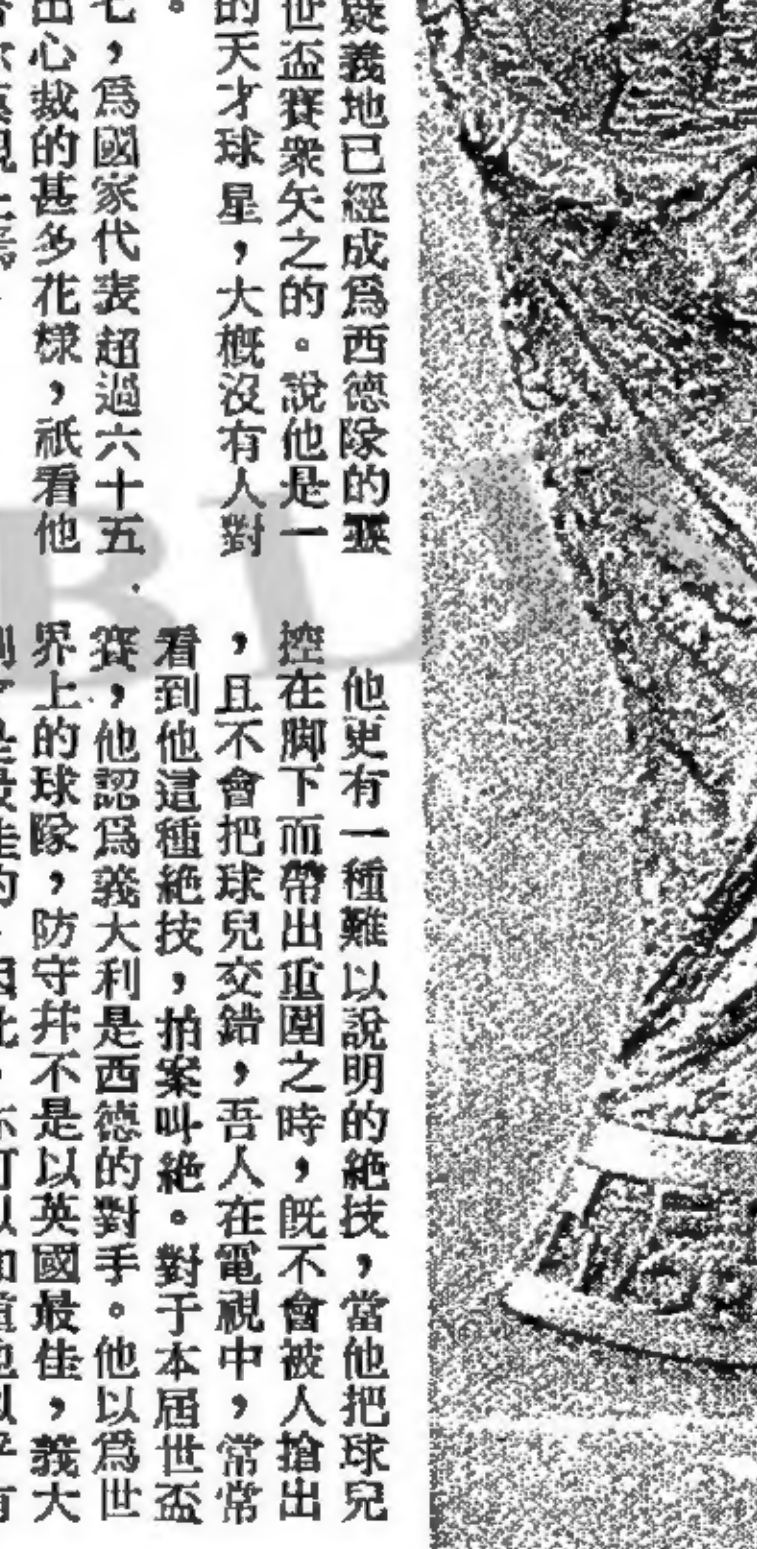 義地已經成爲西德隊的
世盃賽衆矢之的。說他是一
的天才球星，大概沒有人對
。
七，爲國家代表超過六十五
出心裁的甚多花樣，祇看他
他更有一種難以說明的絕技，當他把球兒
控在脚下而帶出重圍之時，既不會被人搶出
，且不會把球兒交錯，吾人在電視中，常常
看到他這種絕技，拍案叫絕。對于本屆世盃
賽，他認爲義大利是西德的對手。他以爲世
界上的球隊，防守幷不是以英國最佳，義大